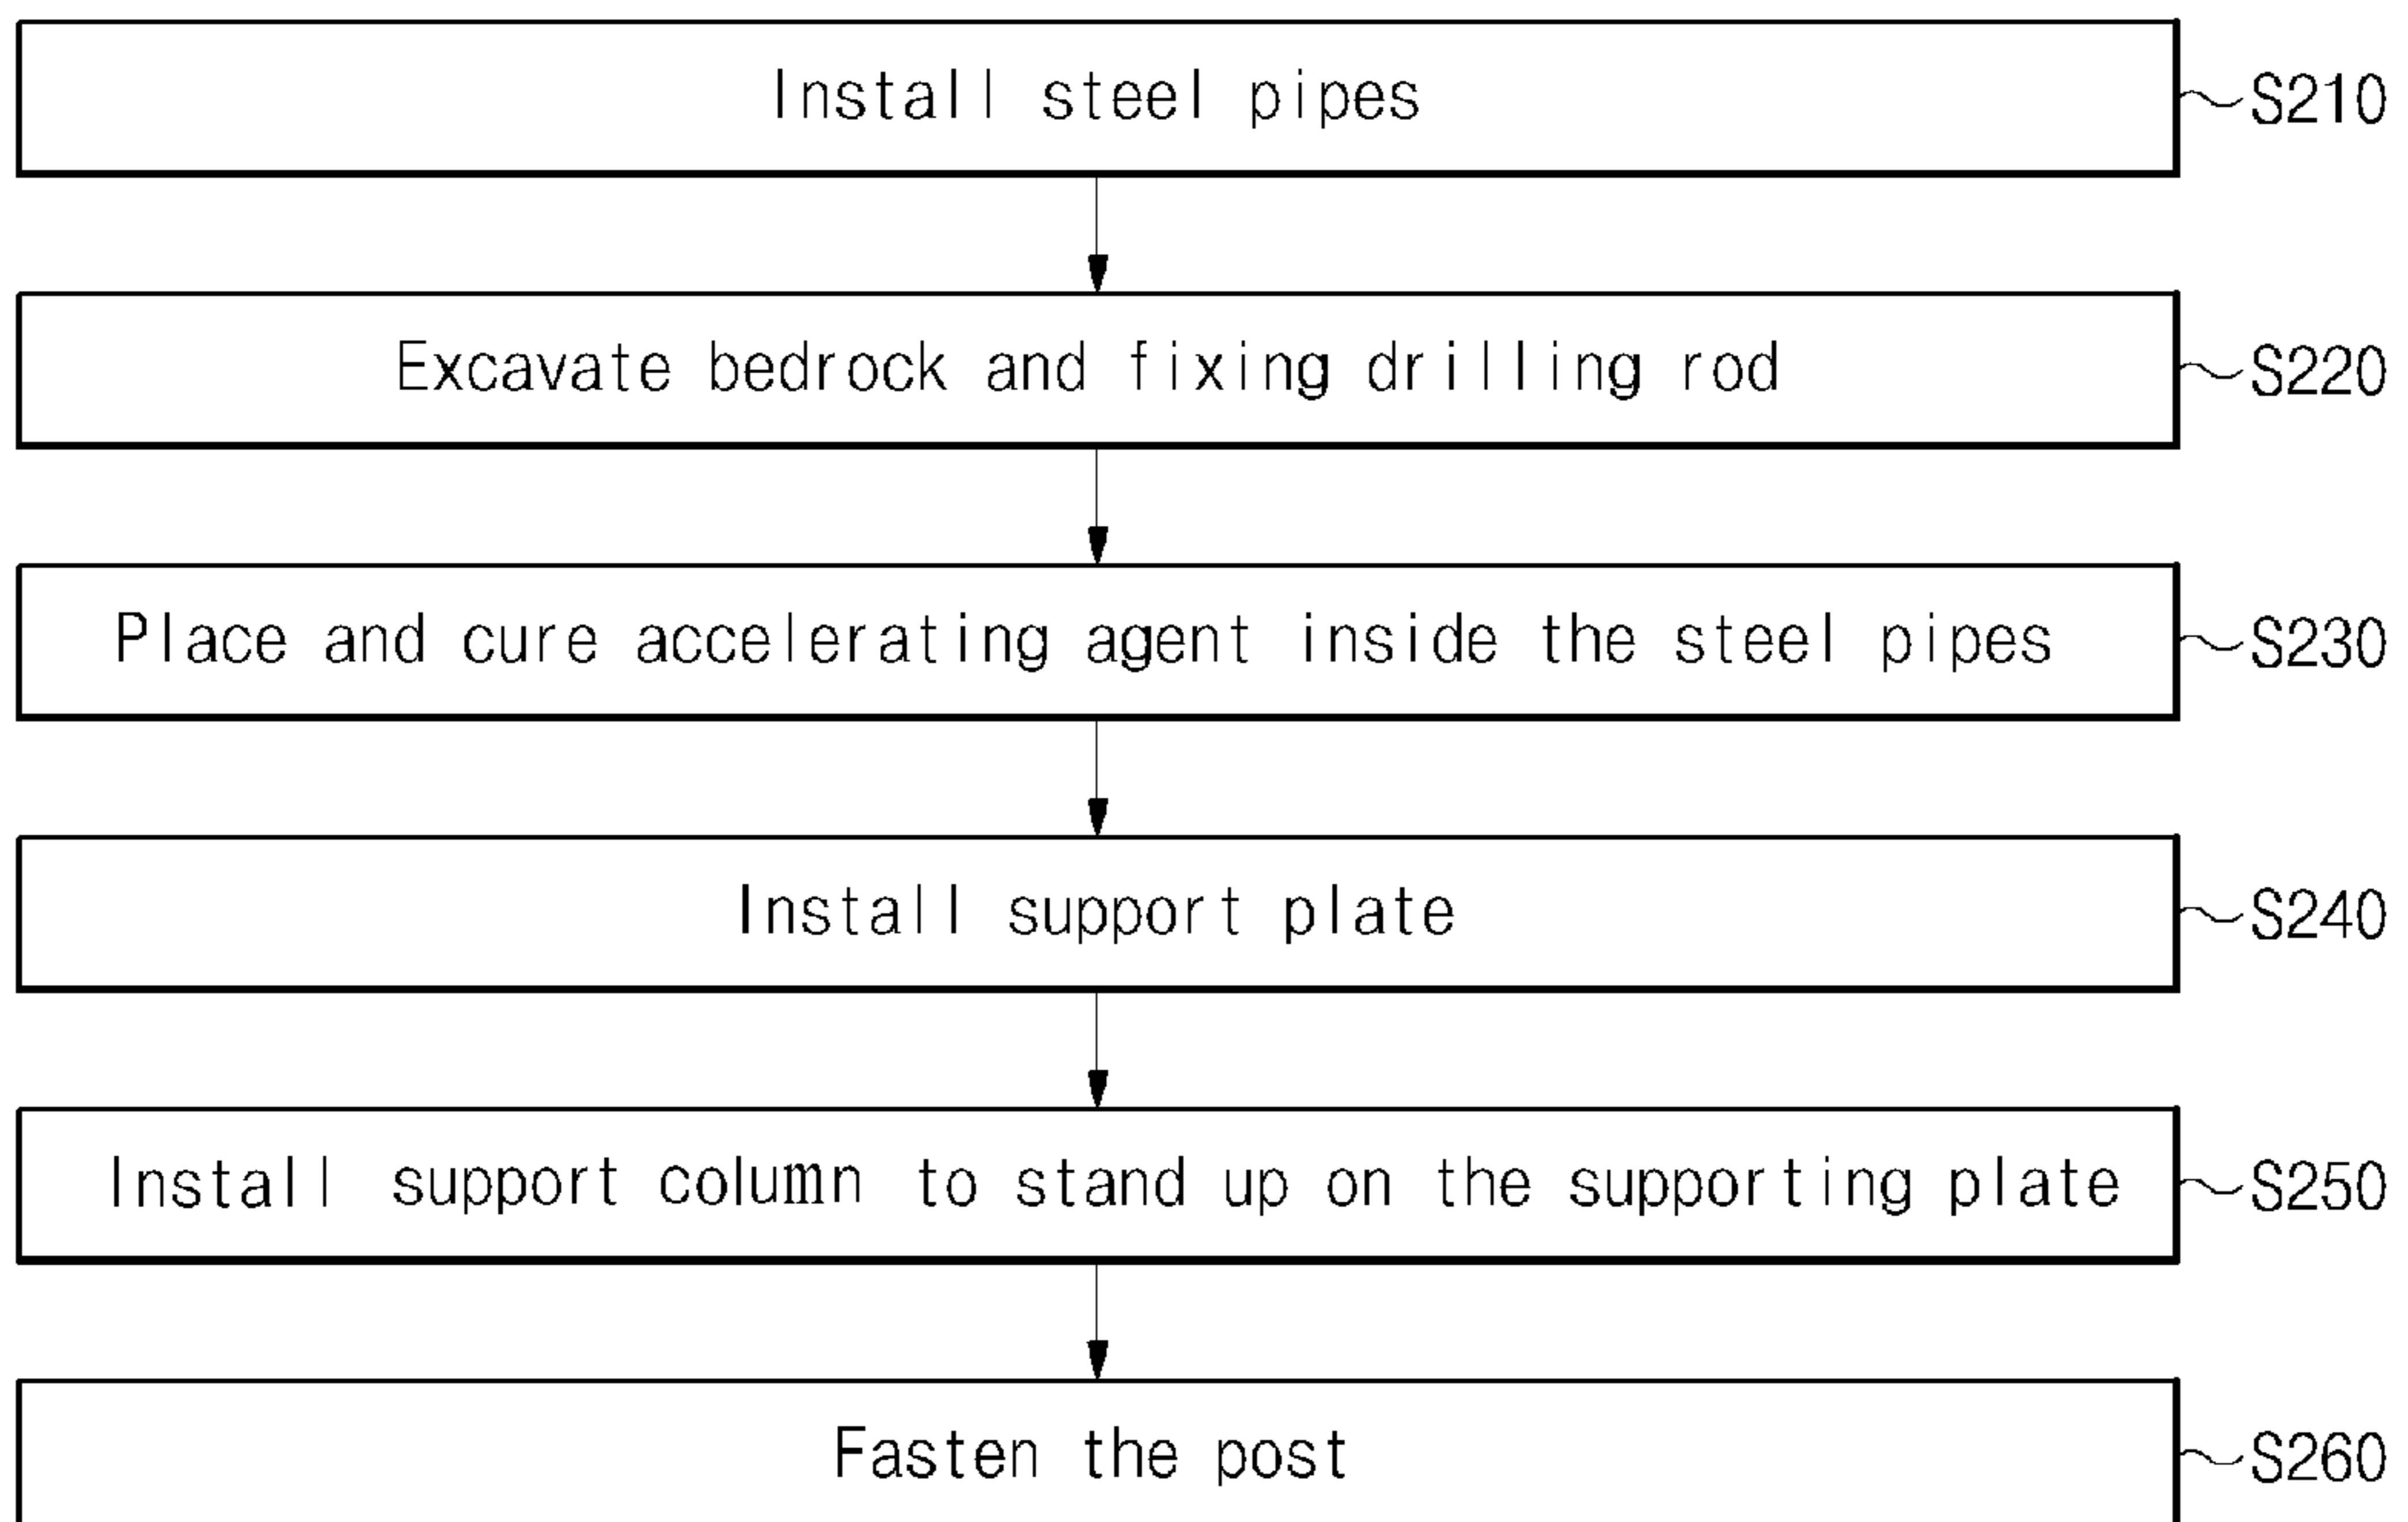 Install steel pipes S210
Excavate bedrock and fixing drilling rod S220
Place and cure accelerating agent inside the steel pipes S230
Install support plate S240
Install support column to stand up on the supporting plate S250
Fasten the post S260